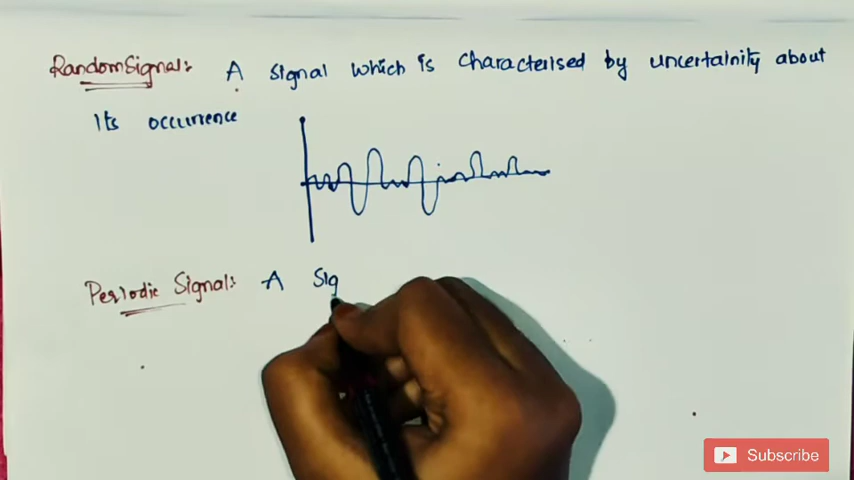 Random Signal: A signal which is characterised by uncertainity about
its occurrence
Periodic Signal: A Sig
Subscribe